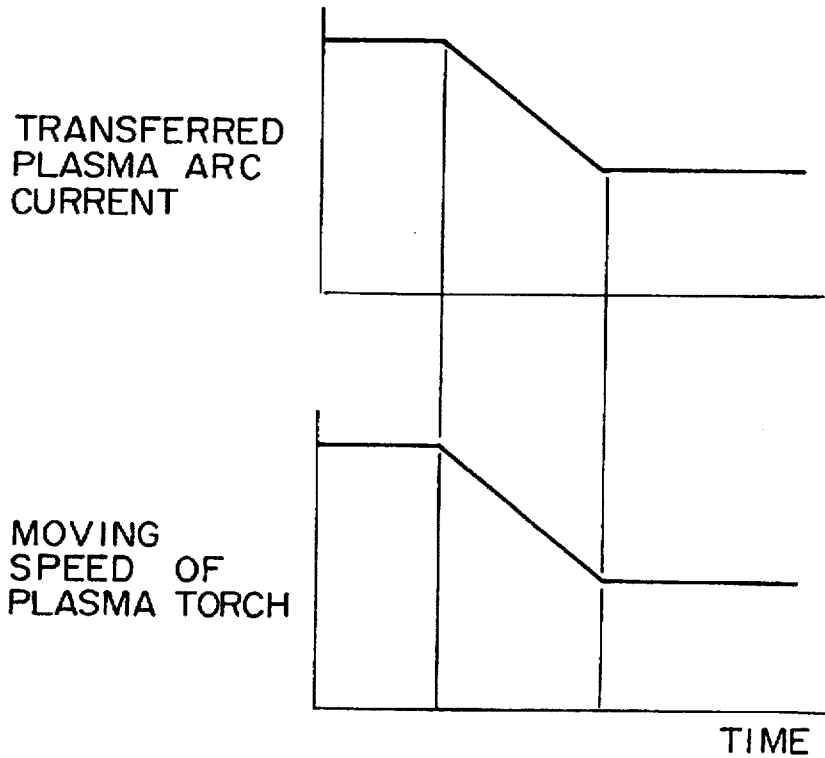 TRANSFERRED
PLASMA ARC
CURRENT
MOVING
SPEED OF
PLASMA TORCH
TIME